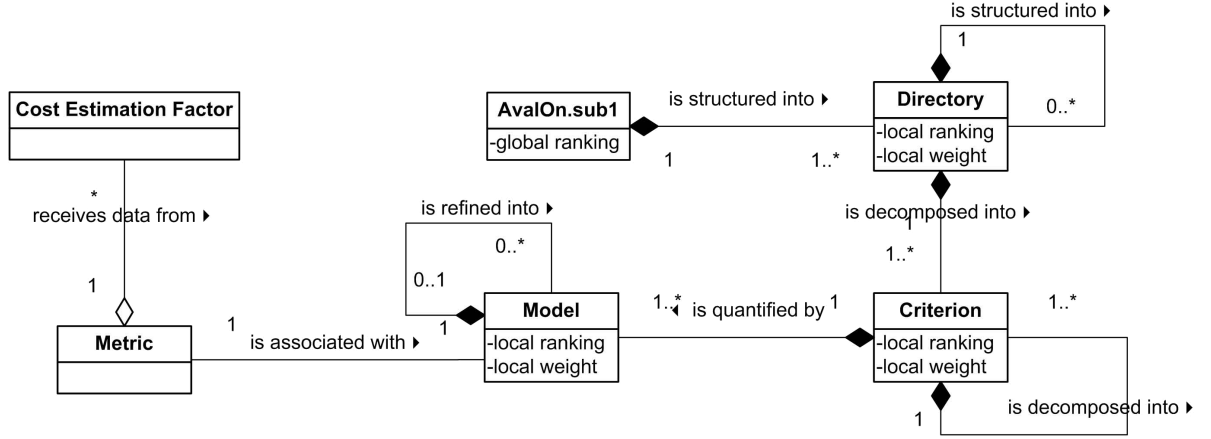 is structured into ▶
1
Cost Estimation Factor
AvalOn.sub1
-global ranking
is structured into ▶
1
1..*
Directory
-local ranking
-local weight
0..*
*
receives data from ▶
1
is refined into ▶
0..*
0..1
1
is decomposed into ▶
1
1..*
Metric
1
is associated with ▶
Model
-local ranking
-local weight
1..*
◀ is quantified by
1
Criterion
-local ranking
-local weight
1..*
1
is decomposed into ▶